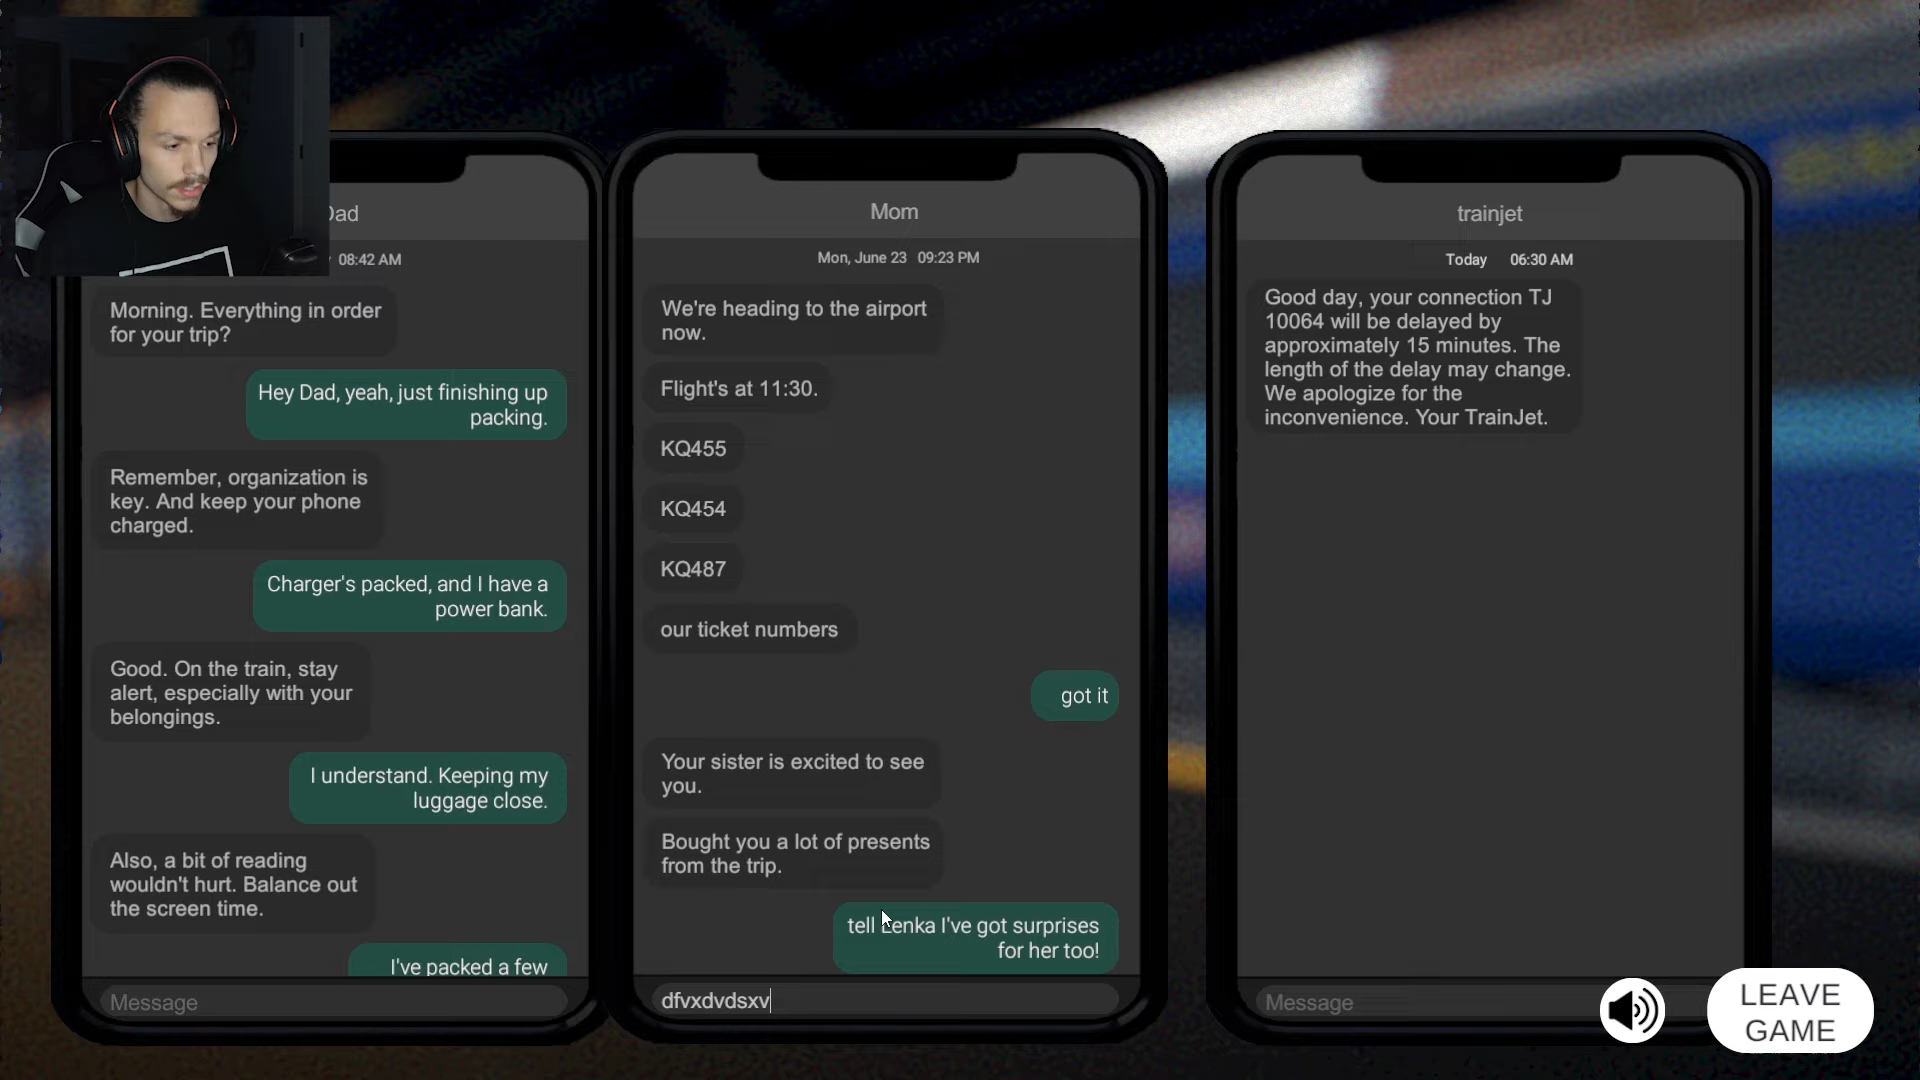 Dad
08:42 AM
Morning. Everything in order
for your trip?
Hey Dad, yeah, just finishing up
packing.
Remember, organization is
key. And keep your phone
charged.
Charger's packed, and I have a
power bank.
Good. On the train, stay
alert, especially with your
belongings.
I understand. Keeping my
luggage close.
Also, a bit of reading
wouldn't hurt. Balance out
the screen time.
I've packed a few
Message
Mom
Mon, June 23 09:23 PM
We're heading to the airport
now.
Flight's at 11:30.
KQ455
KQ454
KQ487
our ticket numbers
got it
Your sister is excited to see
you.
Bought you a lot of presents
from the trip.
tell Lenka I've got surprises
for her too!
dfvxdvdsxv
trainjet
Today 06:30 AM
Good day, your connection TJ
10064 will be delayed by
approximately 15 minutes. The
length of the delay may change.
We apologize for the
inconvenience. Your TrainJet.
Message
LEAVE
GAME